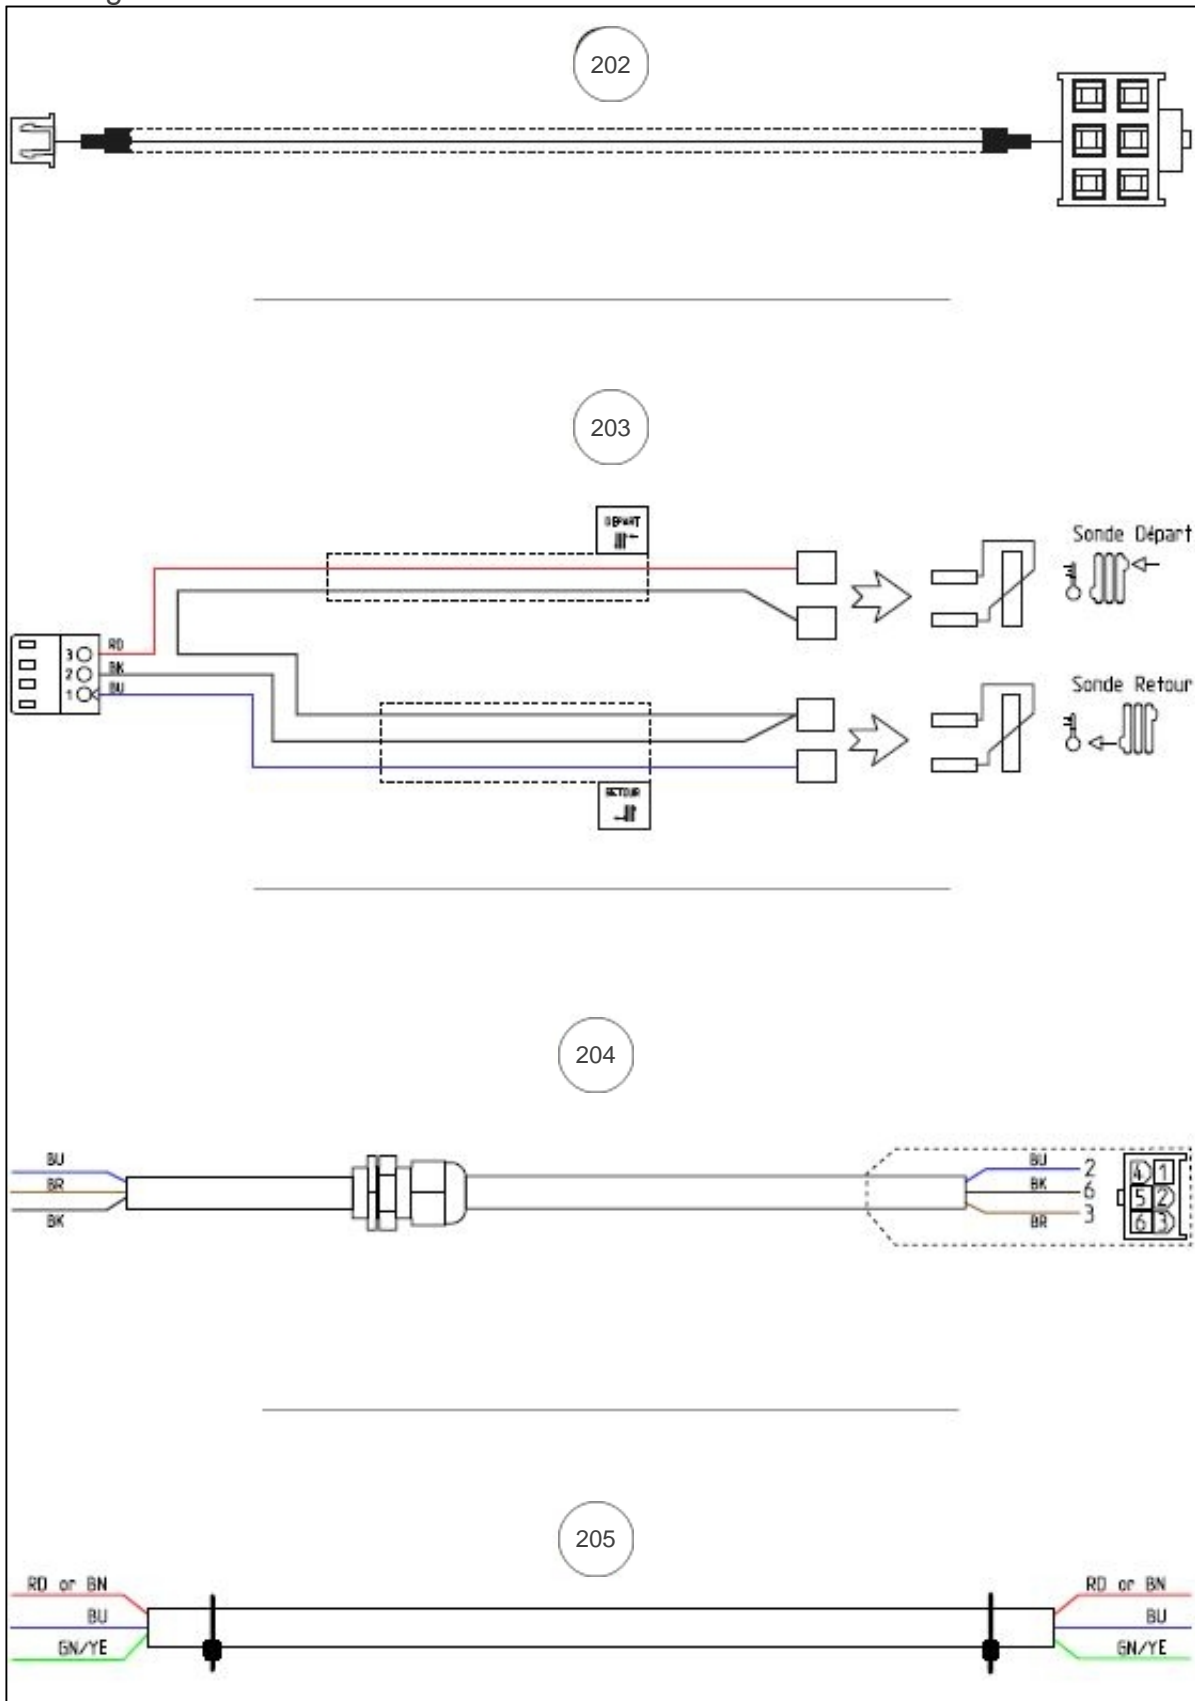 202
203
DEPART
Sonde Départ
3 RD
2 BK
1 BU
Sonde Retour
RETOUR
204
BU
BR
BK
BU 2
BK 6
BR 3
4 1
5 2
6 3
205
RD or BN
BU
GN/YE
RD or BN
BU
GN/YE